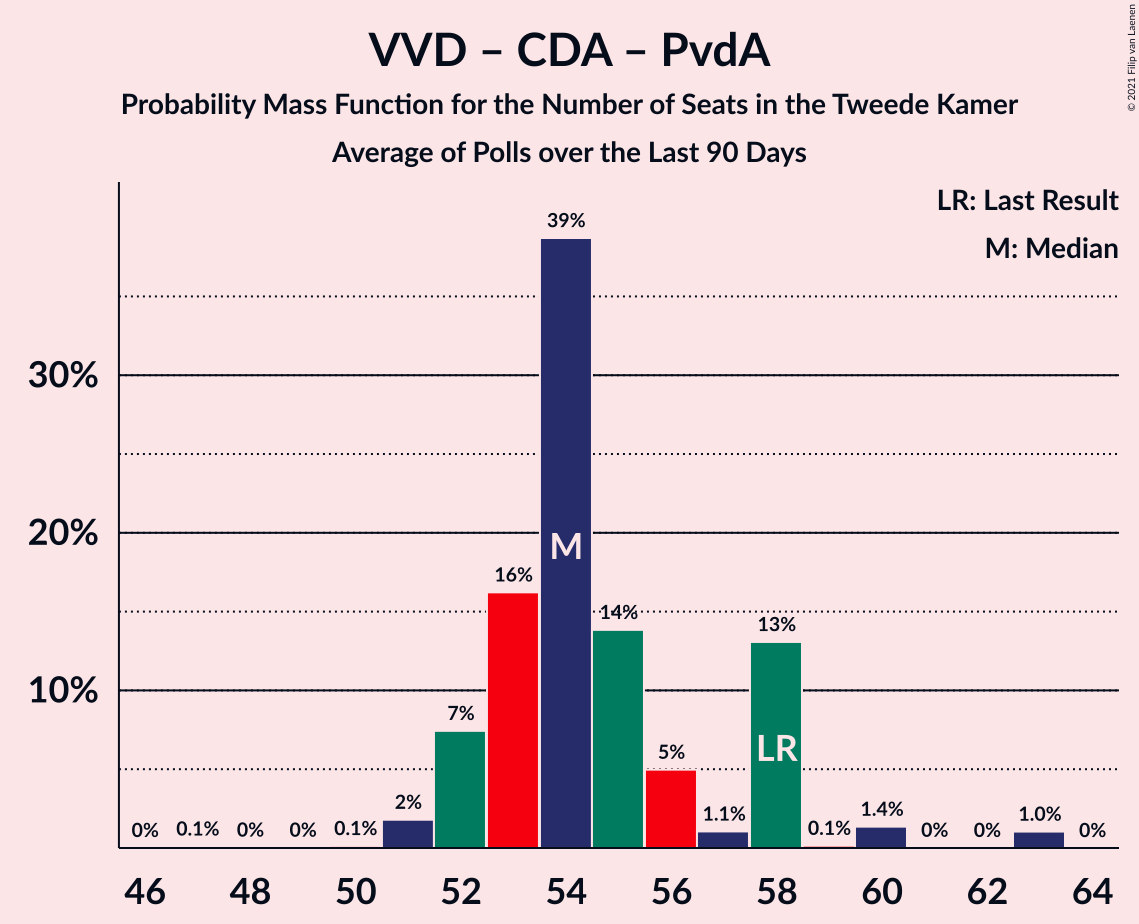 VVD – CDA – PvdA
Probability Mass Function for the Number of Seats in the Tweede Kamer
Average of Polls over the Last 90 Days
© 2021 Filip van Laenen
LR: Last Result
M: Median
39%
30%
20%
10%
M
16%
14%
13%
7%
LR
5%
2%
1.1%
1.4%
1.0%
0% 0.1% 0% 0% 0.1% 0.1% 0% 0% 0%
46 48 50 52 54 56 58 60 62 64